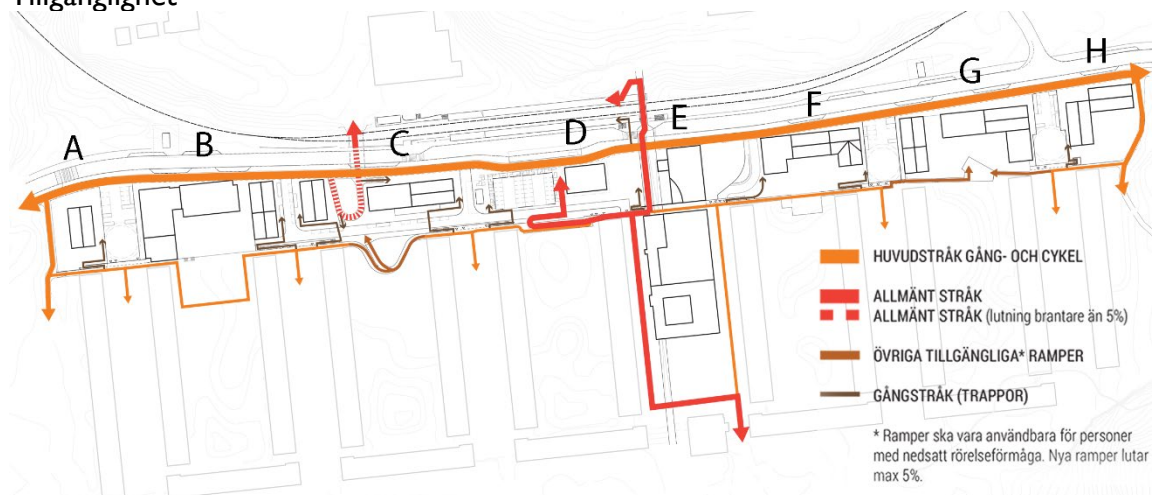 Tillgänglighet
A
B
C
D
E
F
G
H
HUVUDSTRÅK GÅNG- OCH CYKEL
ALLMÄNT STRÅK
ALLMÄNT STRÅK (lutning brantare än 5%)
ÖVRIGA TILLGÄNGLIGA* RAMPER
GÅNGSTRÅK (TRAPPOR)
* Ramper ska vara användbara för personer
med nedsatt rörelseförmåga. Nya ramper lutar
max 5%.